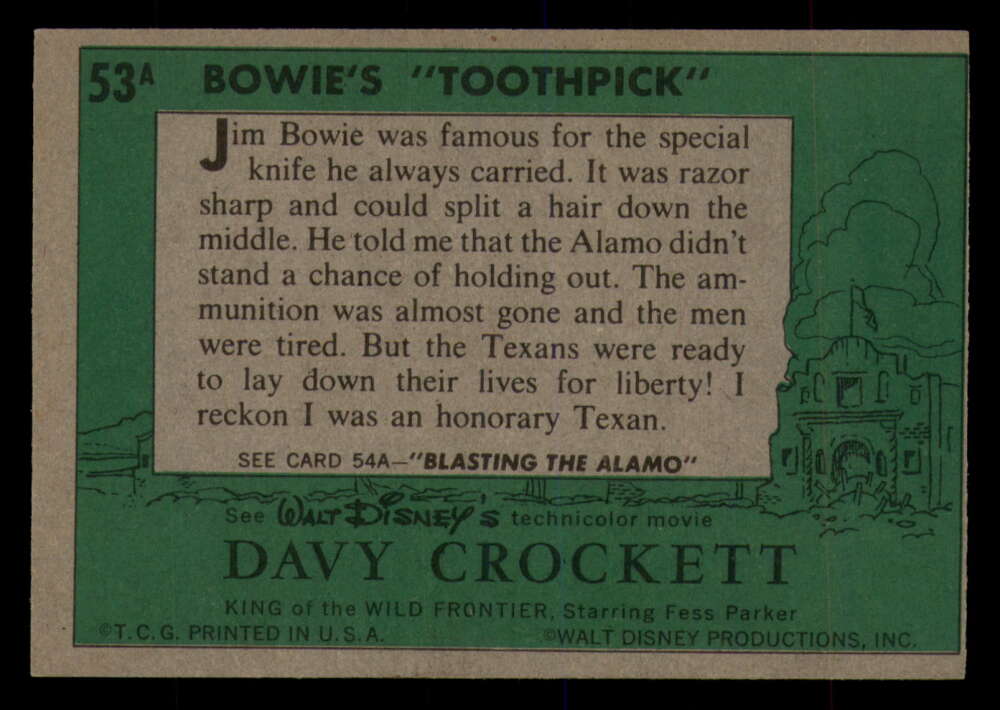 53A BOWIE'S "TOOTHPICK"
Jim Bowie was famous for the special
knife he always carried. It was razor
sharp and could split a hair down the
middle. He told me that the Alamo didn't
stand a chance of holding out. The am-
munition was almost gone and the men
were tired. But the Texans were ready
to lay down their lives for liberty! I
reckon I was an honorary Texan.
SEE CARD 54A—"BLASTING THE ALAMO"
See WALT DISNEY'S technicolor movie
DAVY CROCKETT
KING of the WILD FRONTIER, Starring Fess Parker
©T.C.G. PRINTED IN U.S.A. ©WALT DISNEY PRODUCTIONS, INC.